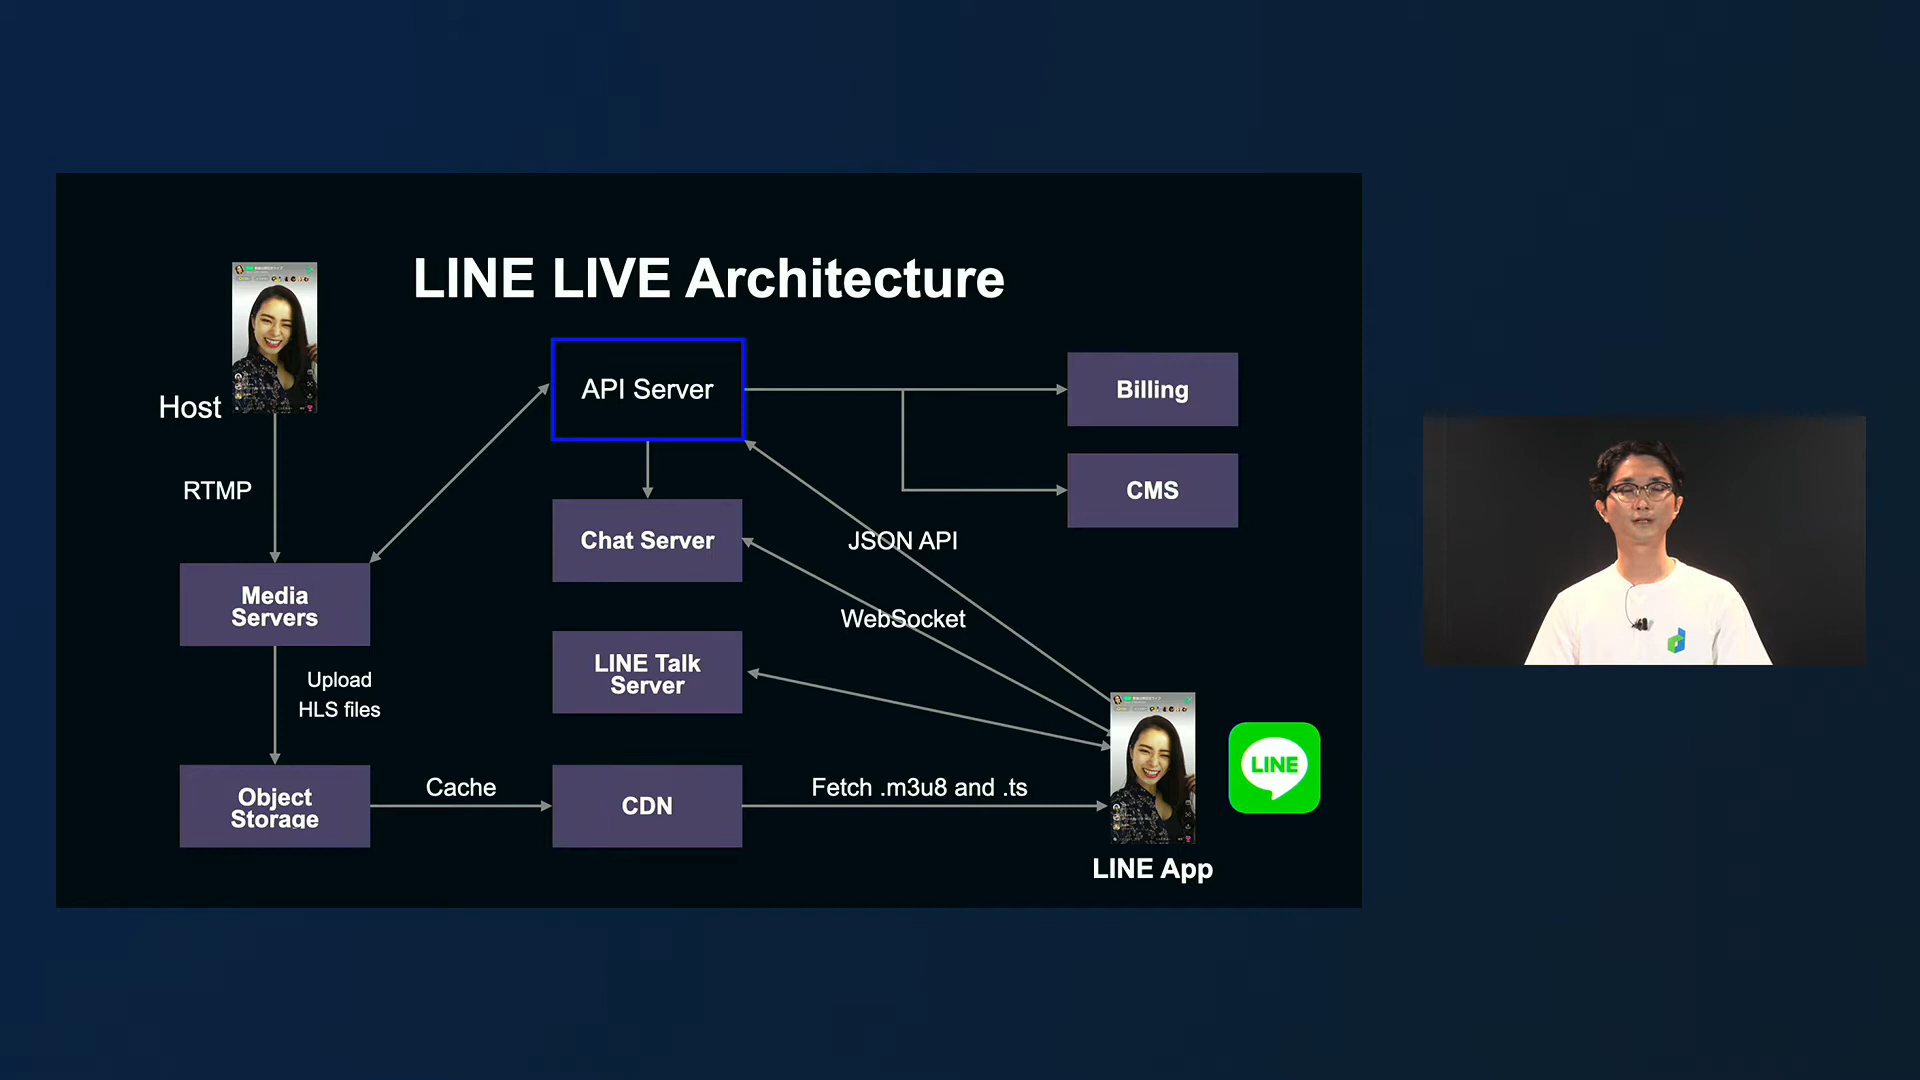 LINE LIVE Architecture
Host
API Server
Billing
CMS
RTMP
Chat Server
JSON API
WebSocket
Media
Servers
LINE Talk
Server
Upload
HLS files
Object
Storage
Cache
CDN
Fetch .m3u8 and .ts
LINE
LINE App